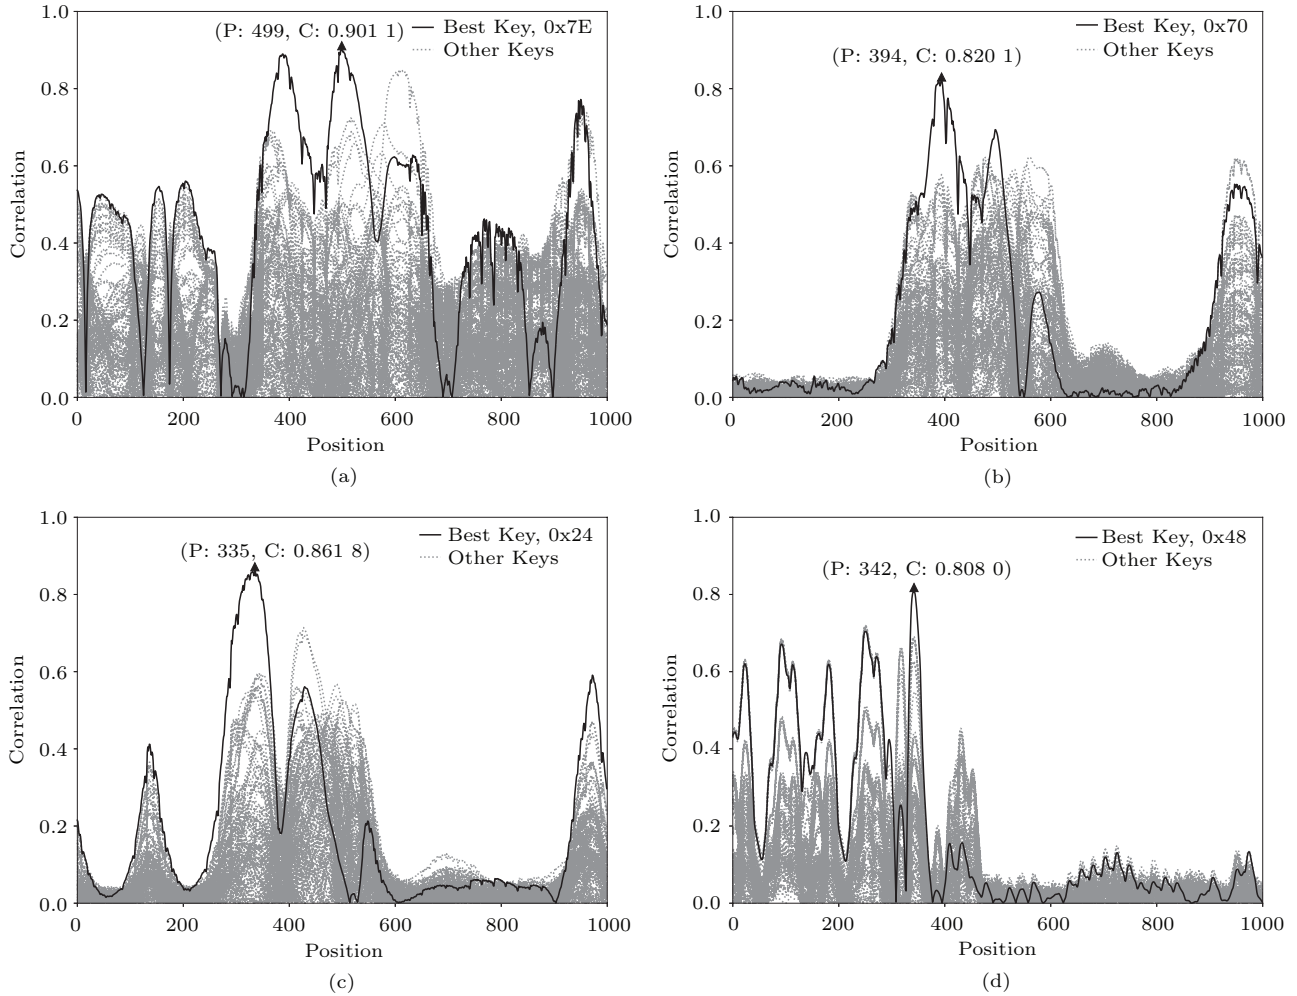 (P: 499, C: 0.901 1)
Best Key, 0x7E
Other Keys
1.0
0.8
0.6
0.4
0.2
0.0
Correlation
0 200 400 600 800 1000
Position
(a)
(P: 394, C: 0.820 1)
Best Key, 0x70
Other Keys
1.0
0.8
0.6
0.4
0.2
0.0
Correlation
0 200 400 600 800 1000
Position
(b)
(P: 335, C: 0.861 8)
Best Key, 0x24
Other Keys
1.0
0.8
0.6
0.4
0.2
0.0
Correlation
0 200 400 600 800 1000
Position
(c)
(P: 342, C: 0.808 0)
Best Key, 0x48
Other Keys
1.0
0.8
0.6
0.4
0.2
0.0
Correlation
0 200 400 600 800 1000
Position
(d)